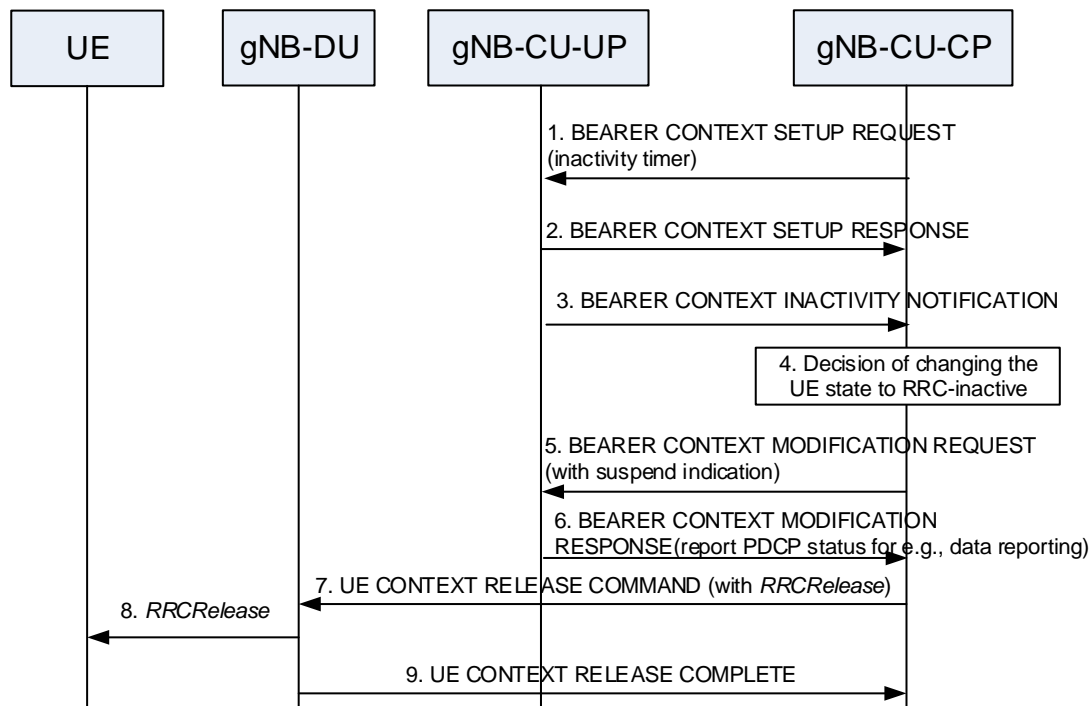 UE
gNB-DU
gNB-CU-UP
gNB-CU-CP
1. BEARER CONTEXT SETUP REQUEST
(inactivity timer)
2. BEARER CONTEXT SETUP RESPONSE
3. BEARER CONTEXT INACTIVITY NOTIFICATION
4. Decision of changing the
UE state to RRC-inactive
5. BEARER CONTEXT MODIFICATION REQUEST
(with suspend indication)
6. BEARER CONTEXT MODIFICATION
RESPONSE(report PDCP status for e.g., data reporting)
7. UE CONTEXT RELEASE COMMAND (with RRCRelease)
8. RRCRelease
9. UE CONTEXT RELEASE COMPLETE